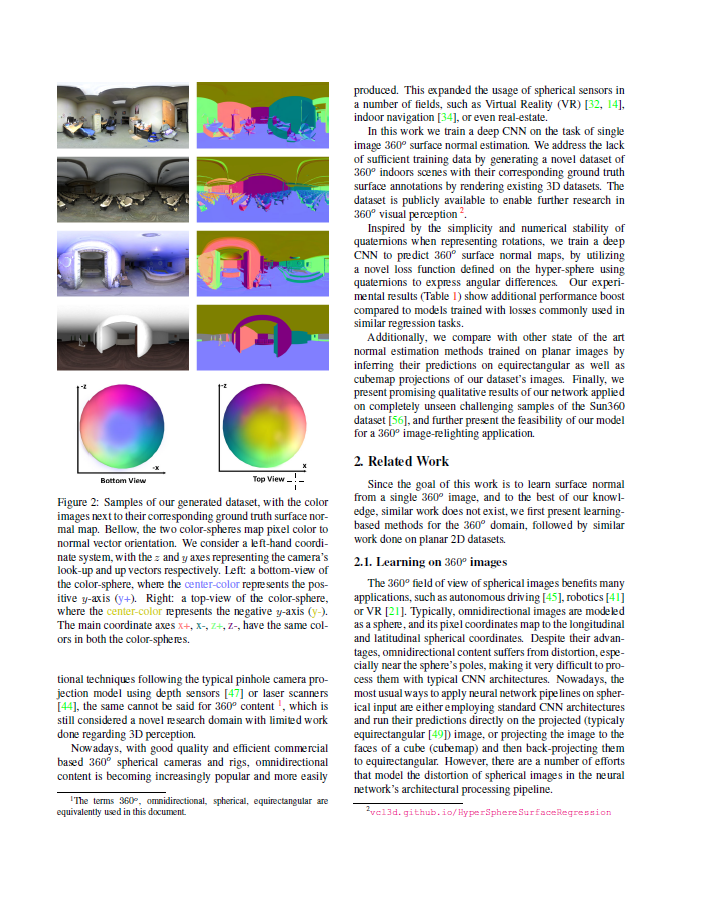 -z
-x
Bottom View
-z
x
Top View
Figure 2: Samples of our generated dataset, with the color
images next to their corresponding ground truth surface nor-
mal map. Bellow, the two color-spheres map pixel color to
normal vector orientation. We consider a left-hand coordi-
nate system, with the z and y axes representing the camera's
look-up and up vectors respectively. Left: a bottom-view of
the color-sphere, where the center-color represents the pos-
itive y-axis (y+). Right: a top-view of the color-sphere,
where the center-color represents the negative y-axis (y-).
The main coordinate axes x+, x-, z+, z-, have the same col-
ors in both the color-spheres.
tional techniques following the typical pinhole camera pro-
jection model using depth sensors [47] or laser scanners
[44], the same cannot be said for 360° content 1, which is
still considered a novel research domain with limited work
done regarding 3D perception.
Nowadays, with good quality and efficient commercial
based 360° spherical cameras and rigs, omnidirectional
content is becoming increasingly popular and more easily
1The terms 360°, omnidirectional, spherical, equirectangular are
equivalently used in this document.
produced. This expanded the usage of spherical sensors in
a number of fields, such as Virtual Reality (VR) [32, 14],
indoor navigation [34], or even real-estate.
In this work we train a deep CNN on the task of single
image 360° surface normal estimation. We address the lack
of sufficient training data by generating a novel dataset of
360° indoors scenes with their corresponding ground truth
surface annotations by rendering existing 3D datasets. The
dataset is publicly available to enable further research in
360° visual perception 2.
Inspired by the simplicity and numerical stability of
quaternions when representing rotations, we train a deep
CNN to predict 360° surface normal maps, by utilizing
a novel loss function defined on the hyper-sphere using
quaternions to express angular differences. Our experi-
mental results (Table 1) show additional performance boost
compared to models trained with losses commonly used in
similar regression tasks.
Additionally, we compare with other state of the art
normal estimation methods trained on planar images by
inferring their predictions on equirectangular as well as
cubemap projections of our dataset's images. Finally, we
present promising qualitative results of our network applied
on completely unseen challenging samples of the Sun360
dataset [56], and further present the feasibility of our model
for a 360° image-relighting application.
2. Related Work
Since the goal of this work is to learn surface normal
from a single 360° image, and to the best of our knowl-
edge, similar work does not exist, we first present learning-
based methods for the 360° domain, followed by similar
work done on planar 2D datasets.
2.1. Learning on 360° images
The 360° field of view of spherical images benefits many
applications, such as autonomous driving [45], robotics [41]
or VR [21]. Typically, omnidirectional images are modeled
as a sphere, and its pixel coordinates map to the longitudinal
and latitudinal spherical coordinates. Despite their advan-
tages, omnidirectional content suffers from distortion, espe-
cially near the sphere's poles, making it very difficult to pro-
cess them with typical CNN architectures. Nowadays, the
most usual ways to apply neural network pipelines on spher-
ical input are either employing standard CNN architectures
and run their predictions directly on the projected (typicaly
equirectangular [49]) image, or projecting the image to the
faces of a cube (cubemap) and then back-projecting them
to equirectangular. However, there are a number of efforts
that model the distortion of spherical images in the neural
network's architectural processing pipeline.
2vcl3d.github.io/HyperSphereSurfaceRegression